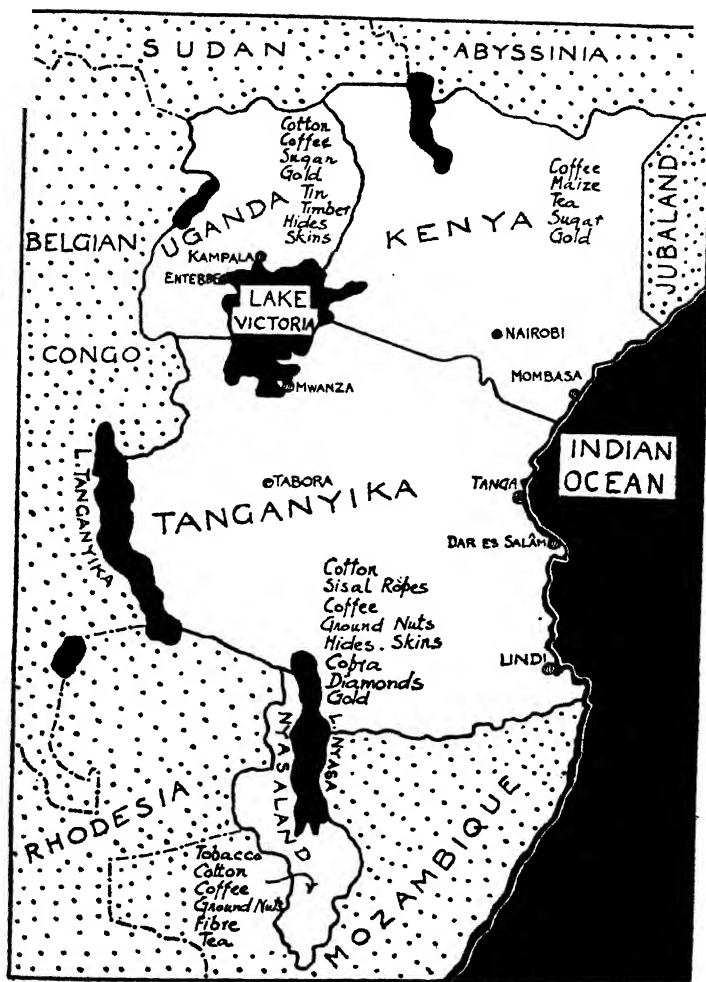 SUDAN
ABYSSINIA
Cotton
Coffee
Sugar
Gold
Tin
Timber
Hides
Skins
UGANDA
KAMPALA
ENTEBBE
Coffee
Maize
Tea
Sugar
Gold
KENYA
JUBALAND
BELGIAN
CONGO
LAKE
VICTORIA
NAIROBI
MOMBASA
MWANZA
INDIAN
OCEAN
L. TANGANYIKA
TABORA
TANGANYIKA
TANGA
DAR ES SALÂM
Cotton
Sisal Ropes
Coffee
Ground Nuts
Hides. Skins
Cobra
Diamonds
Gold
LINDI
NYASALAND
L. NYASA
RHODESIA
MOZAMBIQUE
Tobacco
Cotton
Coffee
Ground Nuts
Fibre
Tea